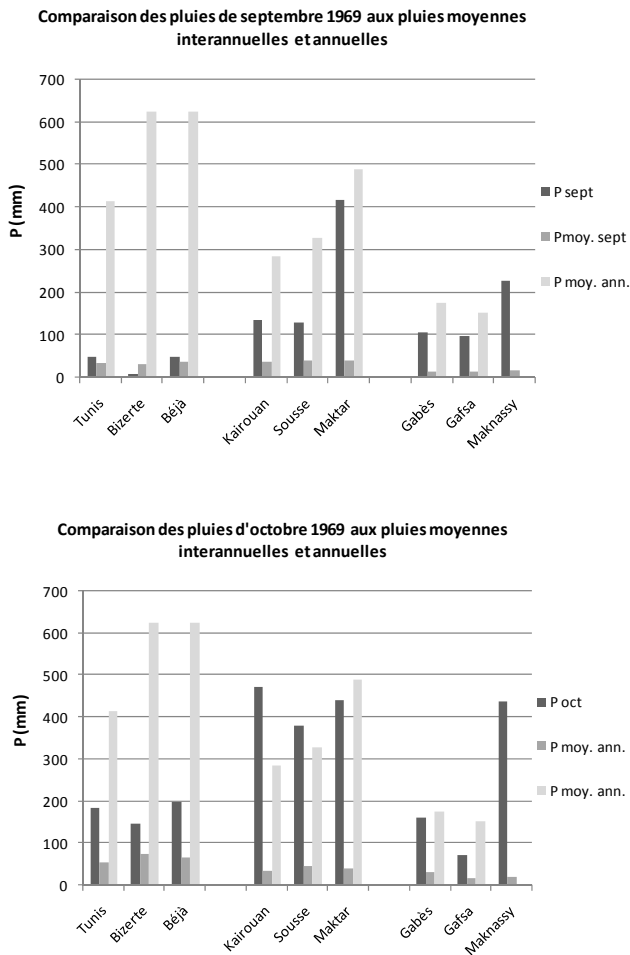 Comparaison des pluies de septembre 1969 aux pluies moyennes
interannuelles et annuelles
700
600
500
400
300
200
100
0
P (mm)
Tunis
Bizerte
Béjà
Kairouan
Sousse
Maktar
Gabès
Gafsa
Maknassy
P sept
Pmoy. sept
P moy. ann.
Comparaison des pluies d'octobre 1969 aux pluies moyennes
interannuelles et annuelles
700
600
500
400
300
200
100
0
P (mm)
Tunis
Bizerte
Béjà
Kairouan
Sousse
Maktar
Gabès
Gafsa
Maknassy
P oct
P moy. ann.
P moy. ann.